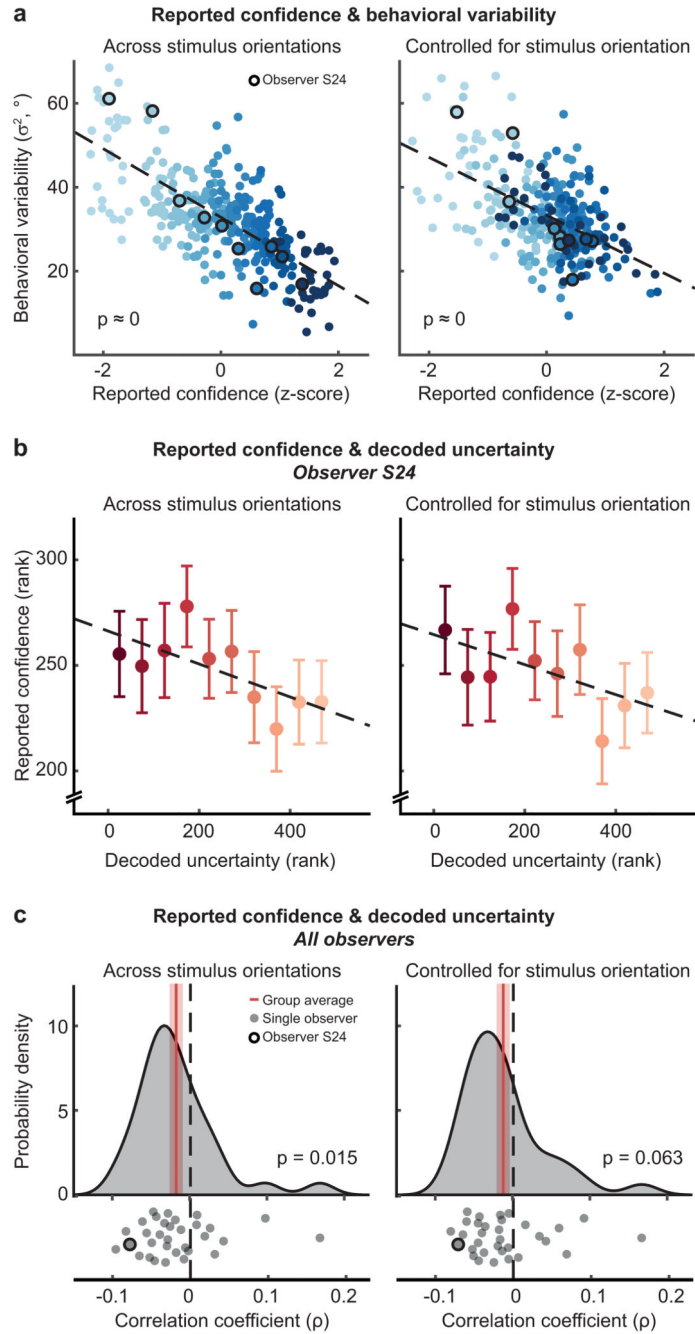 a Reported confidence & behavioral variability
Across stimulus orientations
Controlled for stimulus orientation
Observer S24
Behavioral variability (σ², °)
60
40
20
p ≈ 0
p ≈ 0
-2 0 2
-2 0 2
Reported confidence (z-score)
Reported confidence (z-score)
b Reported confidence & decoded uncertainty
Observer S24
Across stimulus orientations
Controlled for stimulus orientation
Reported confidence (rank)
300
250
200
0 200 400
0 200 400
Decoded uncertainty (rank)
Decoded uncertainty (rank)
c Reported confidence & decoded uncertainty
All observers
Across stimulus orientations
Controlled for stimulus orientation
Group average
Single observer
Observer S24
Probability density
10
5
0
p = 0.015
p = 0.063
-0.1 0 0.1 0.2
-0.1 0 0.1 0.2
Correlation coefficient (ρ)
Correlation coefficient (ρ)